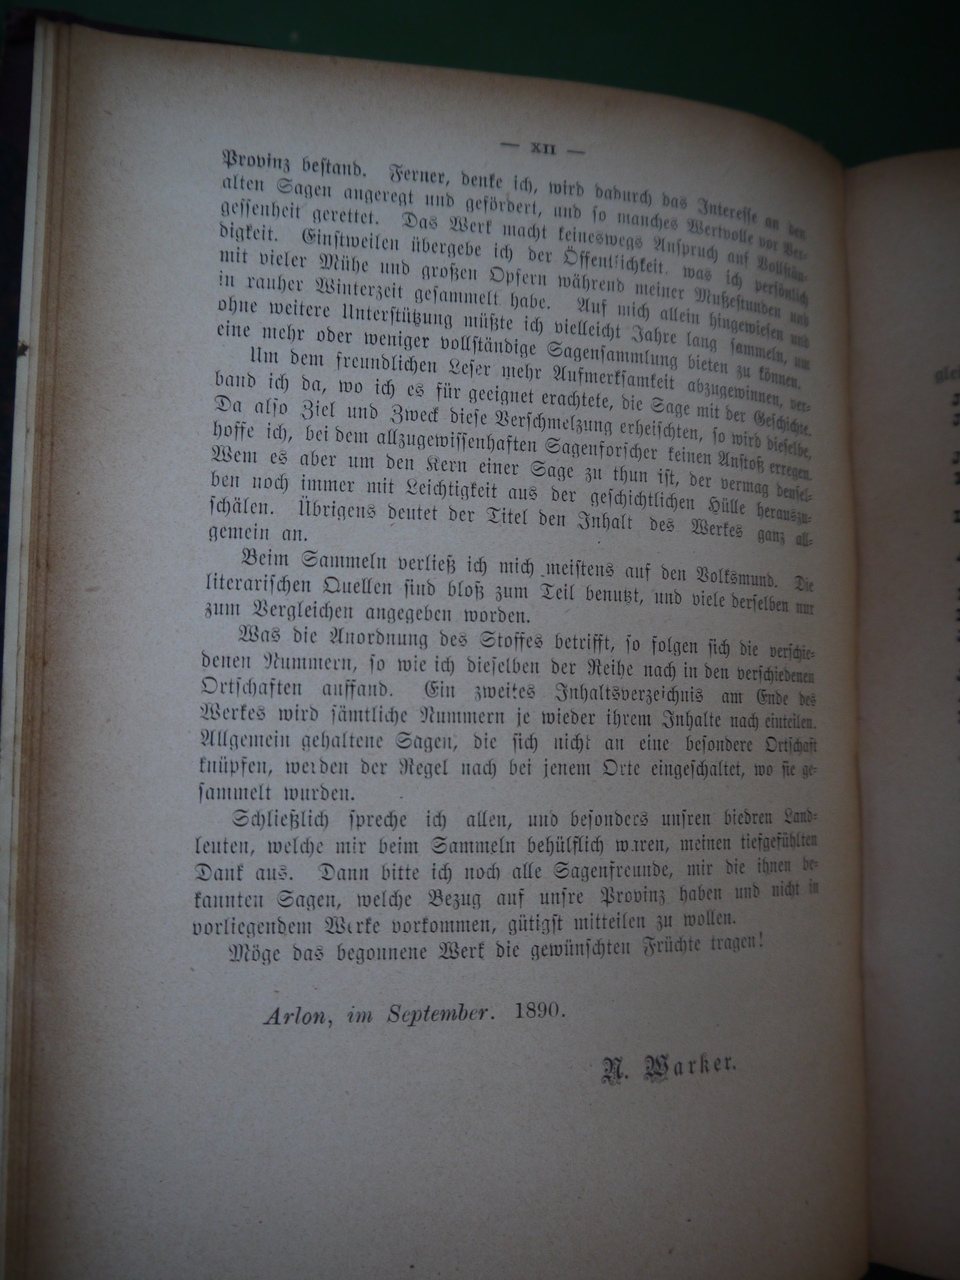 — XII —
Provinz bestand. Ferner, denke ich, wird dadurch das Interesse an den
alten Sagen angeregt und gefördert, und so manches Wertvolle vor Ver-
gessenheit gerettet. Das Werk macht keineswegs Anspruch auf Vollstän-
digkeit. Einstweilen übergebe ich der Öffentlichkeit, was ich persönlich
mit vieler Mühe und großen Opfern während meiner Mußestunden und
in rauher Winterzeit gesammelt habe. Auf mich allein hingewiesen und
ohne weitere Unterstützung müßte ich vielleicht Jahre lang sammeln, um
eine mehr oder weniger vollständige Sagensammlung bieten zu können.
Um dem freundlichen Leser mehr Aufmerksamkeit abzugewinnen, ver-
band ich da, wo ich es für geeignet erachtete, die Sage mit der Geschichte.
Da also Ziel und Zweck diese Verschmelzung erheischten, so wird dieselbe,
hoffe ich, bei dem allzugewissenhaften Sagenforscher keinen Anstoß erregen.
Wem es aber um den Kern einer Sage zu thun ist, der vermag densel-
ben noch immer mit Leichtigkeit aus der geschichtlichen Hülle herauszu-
schälen. Übrigens deutet der Titel den Inhalt des Werkes ganz all-
gemein an.
Beim Sammeln verließ ich mich meistens auf den Volksmund. Die
literarischen Quellen sind bloß zum Teil benutzt, und viele derselben nur
zum Vergleichen angegeben worden.
Was die Anordnung des Stoffes betrifft, so folgen sich die verschie-
denen Nummern, so wie ich dieselben der Reihe nach in den verschiedenen
Ortschaften auffand. Ein zweites Inhaltsverzeichnis am Ende des
Werkes wird sämtliche Nummern je wieder ihrem Inhalte nach einteilen.
Allgemein gehaltene Sagen, die sich nicht an eine besondere Ortschaft
knüpfen, werden der Regel nach bei jenem Orte eingeschaltet, wo sie ge-
sammelt wurden.
Schließlich spreche ich allen, und besonders unsren biedren Land-
leuten, welche mir beim Sammeln behülflich waren, meinen tiefgefühlten
Dank aus. Dann bitte ich noch alle Sagenfreunde, mir die ihnen be-
kannten Sagen, welche Bezug auf unsre Provinz haben und nicht in
vorliegendem Werke vorkommen, gütigst mitteilen zu wollen.
Möge das begonnene Werk die gewünschten Früchte tragen!
Arlon, im September. 1890.
N. Warker.